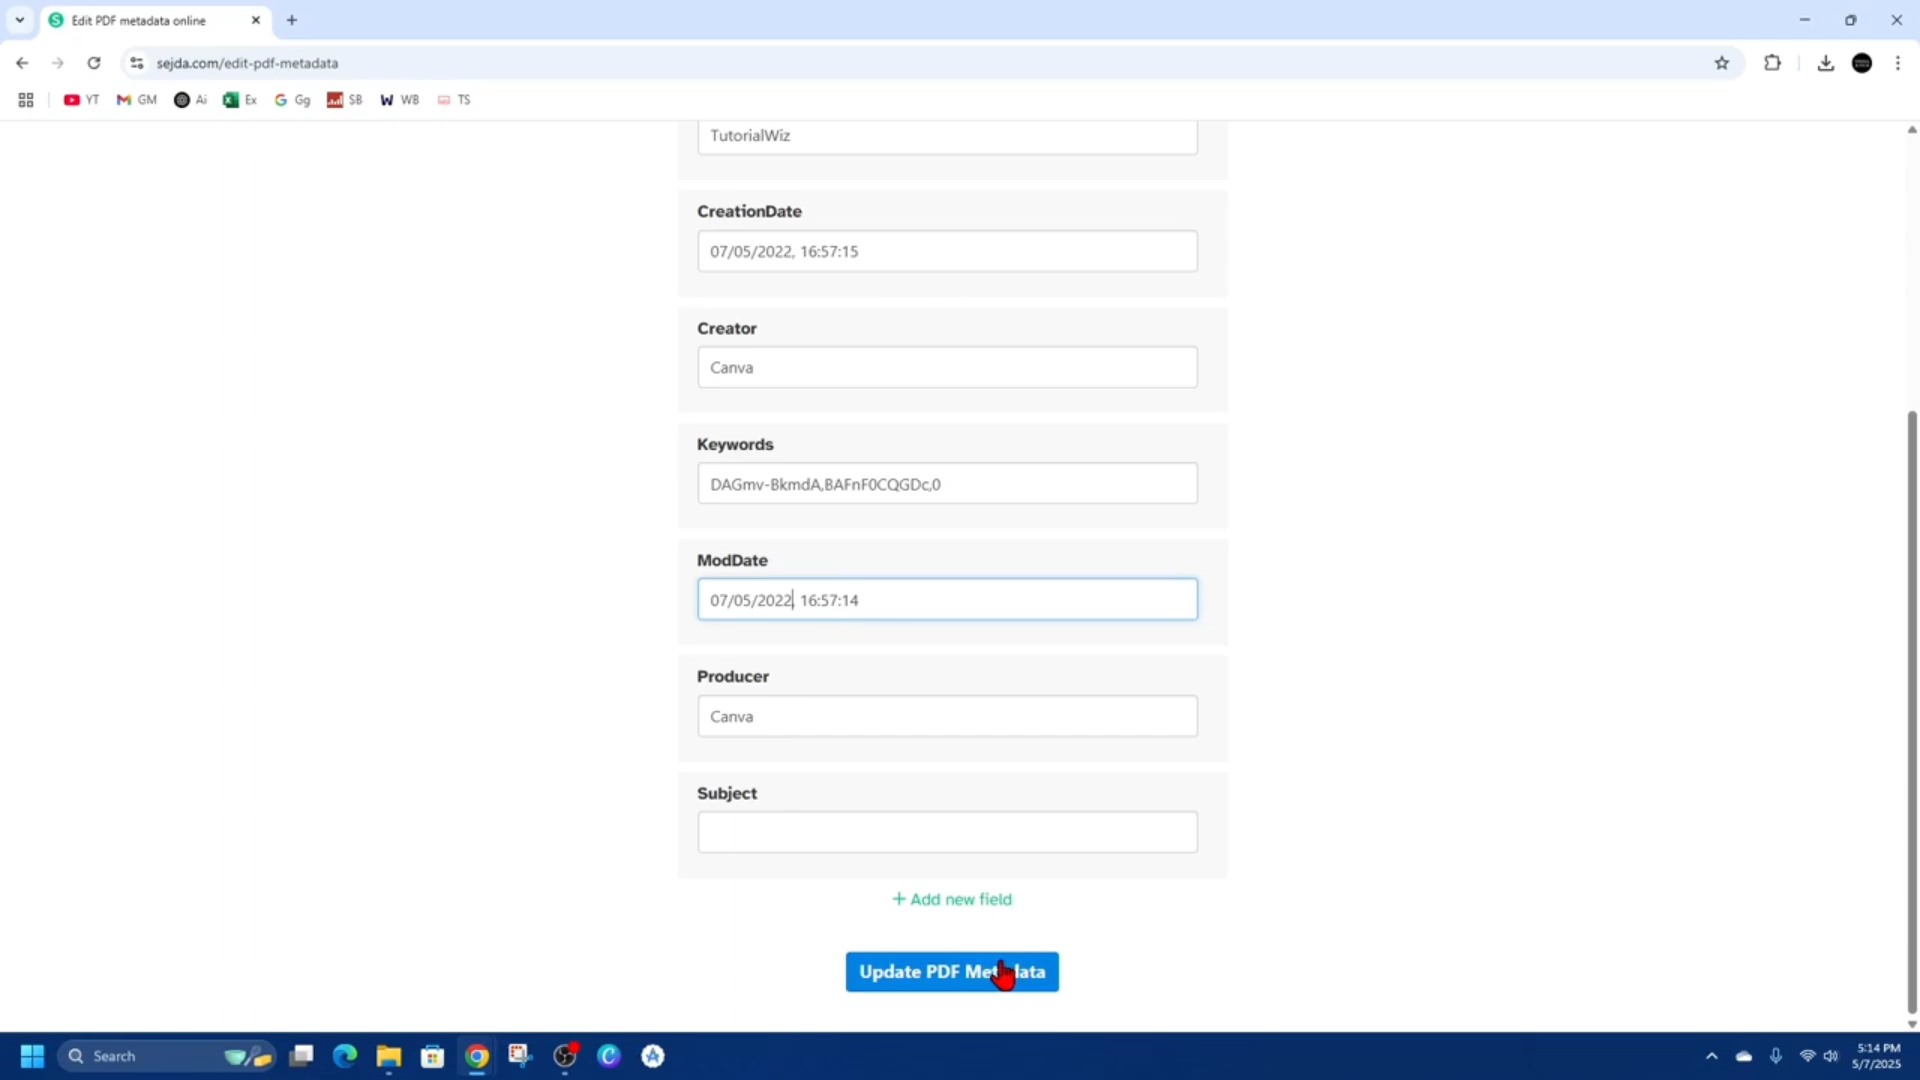 Edit PDF metadata online
sejda.com/edit-pdf-metadata
YT GM Ai Ex Gg SB WB TS
TutorialWiz
CreationDate
07/05/2022, 16:57:15
Creator
Canva
Keywords
DAGmv-BkmdA,BAFnF0CQGDc,0
ModDate
07/05/2022, 16:57:14
Producer
Canva
Subject
+ Add new field
Update PDF Metadata
Search
5:14 PM
5/7/2025